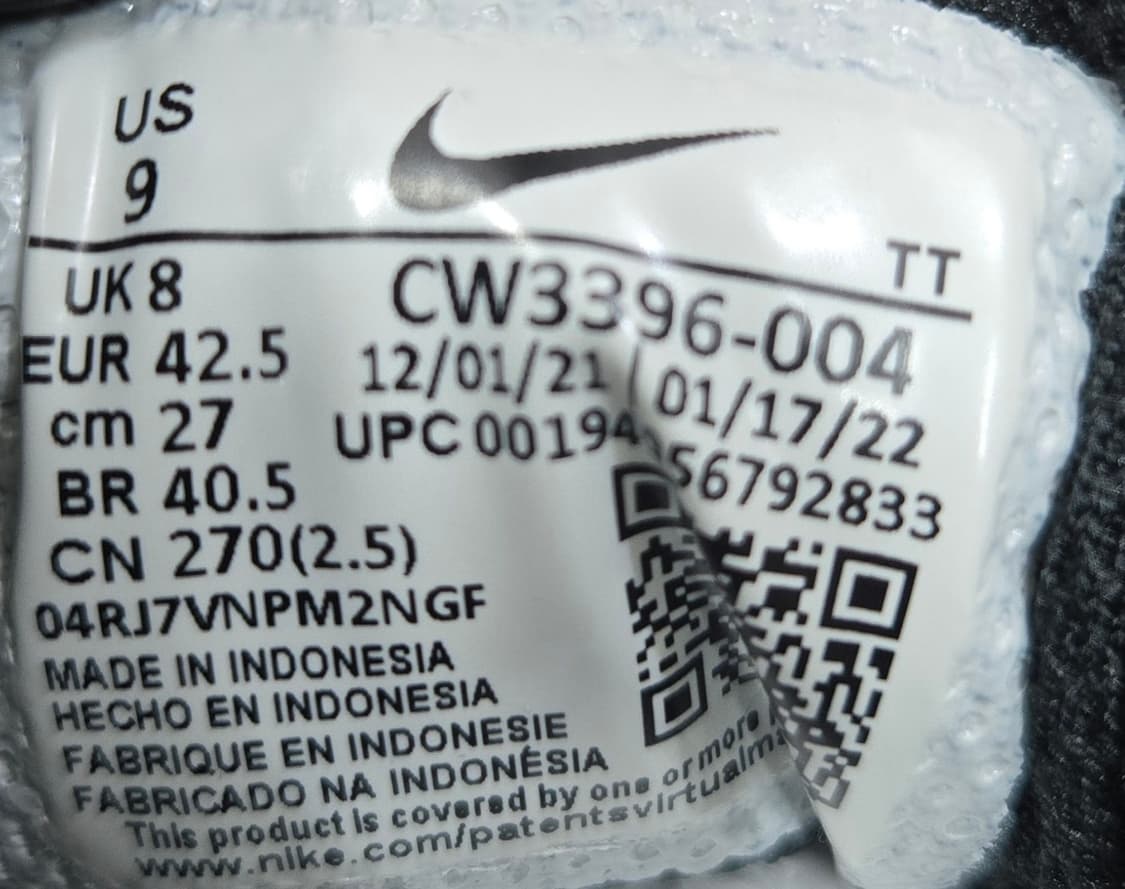 US
9
TT
UK 8
EUR 42.5
cm 27
BR 40.5
CN 270(2.5)
CW3396-004
12/01/21 01/17/22
UPC 00194 56792833
04RJ7VNPM2NGF
MADE IN INDONESIA
HECHO EN INDONESIA
FABRIQUE EN INDONESIE
FABRICADO NA INDONÉSIA
This product is covered by one or more
www.nike.com/patents